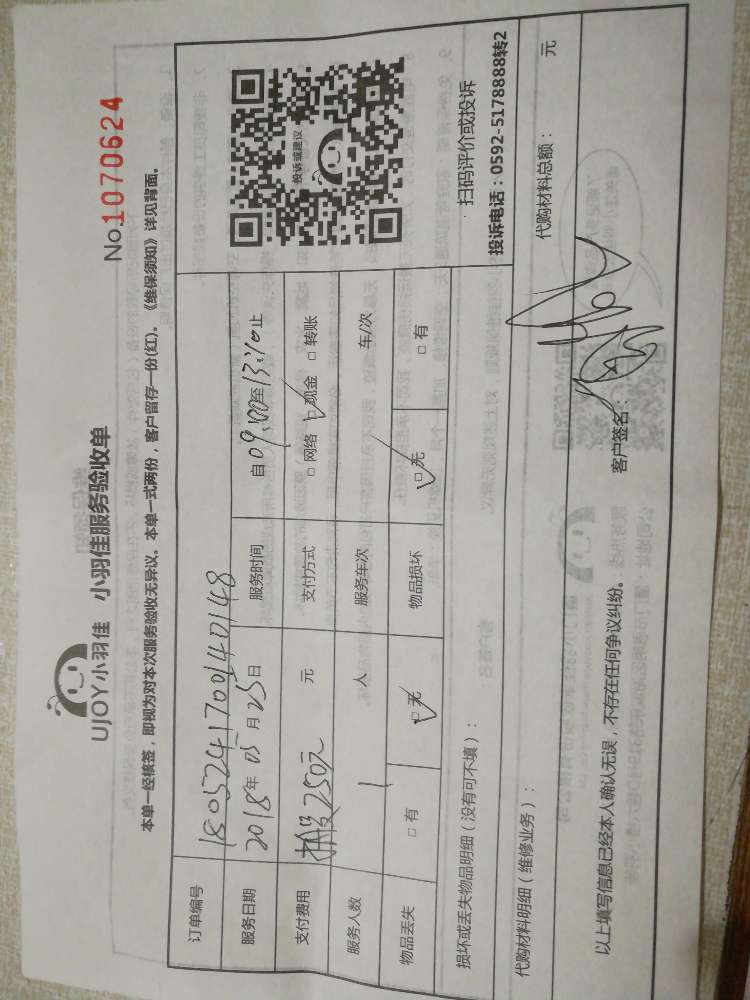 UJOY小羽佳 小羽佳服务验收单
No.1070624
本单一经核签，即视为对本次服务验收无异议。本单一式两份，客户留存一份(红)。《维保须知》详见背面。
订单编号 180524170091440148
服务日期 2018年05月25日 服务时间 自09:00至13:10止
支付费用 250元 元 支付方式 □网络 □现金 □转账
服务人数 1 人 服务车次 车/次
物品丢失 □有 □无 物品损坏 □无 □有
投诉或建议
扫码评价或投诉
投诉电话：0592-5178888转2
损坏或丢失物品明细（没有可不填）：
代购材料明细（维修业务）： 代购材料总额： 元
以上填写信息已经本人确认无误，不存在任何争议纠纷。 客户签名：